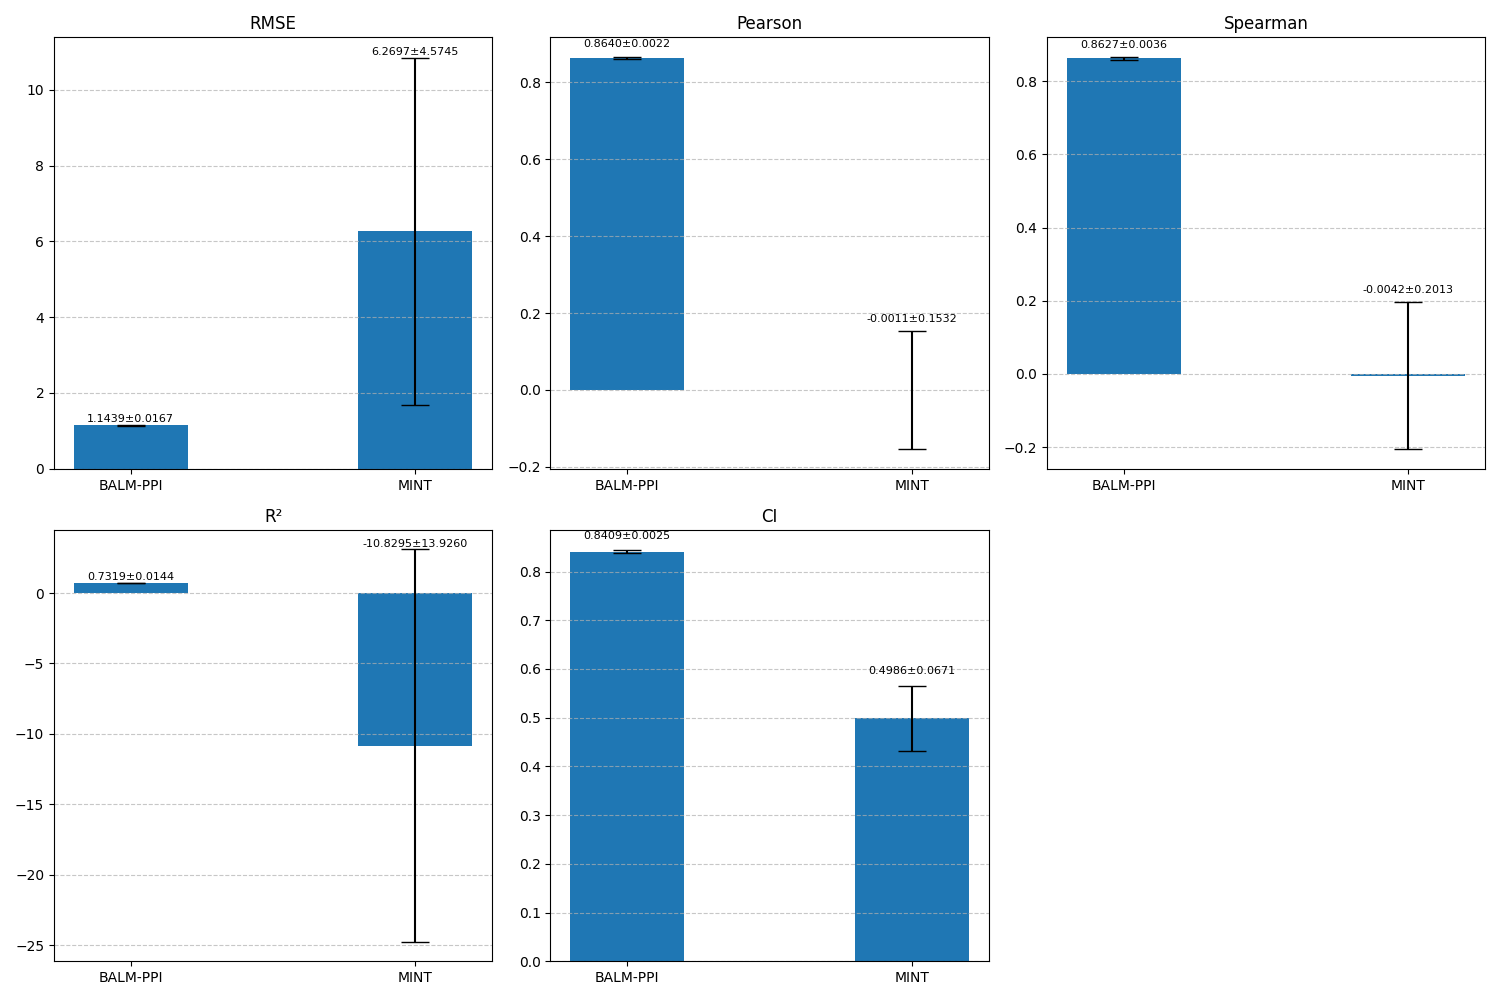 RMSE
6.2697±4.5745
10
8
6
4
2
0
1.1439±0.0167
BALM-PPI
MINT
Pearson
0.8640±0.0022
0.8
0.6
0.4
0.2
0.0
−0.2
-0.0011±0.1532
BALM-PPI
MINT
Spearman
0.8627±0.0036
0.8
0.6
0.4
0.2
0.0
−0.2
-0.0042±0.2013
BALM-PPI
MINT
R²
-10.8295±13.9260
0.7319±0.0144
0
−5
−10
−15
−20
−25
BALM-PPI
MINT
CI
0.8409±0.0025
0.8
0.7
0.6
0.5
0.4
0.3
0.2
0.1
0.0
0.4986±0.0671
BALM-PPI
MINT